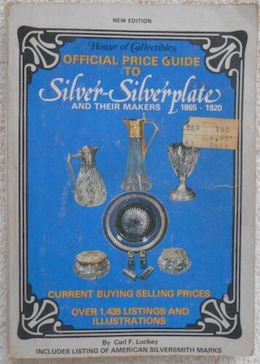 NEW EDITION
House of Collectibles
OFFICIAL PRICE GUIDE
TO
Silver-Silverplate
AND THEIR MAKERS 1865-1920
CURRENT BUYING SELLING PRICES
OVER 1,439 LISTINGS AND
ILLUSTRATIONS
By Carl F. Luckey
INCLUDES LISTING OF AMERICAN SILVERSMITH MARKS